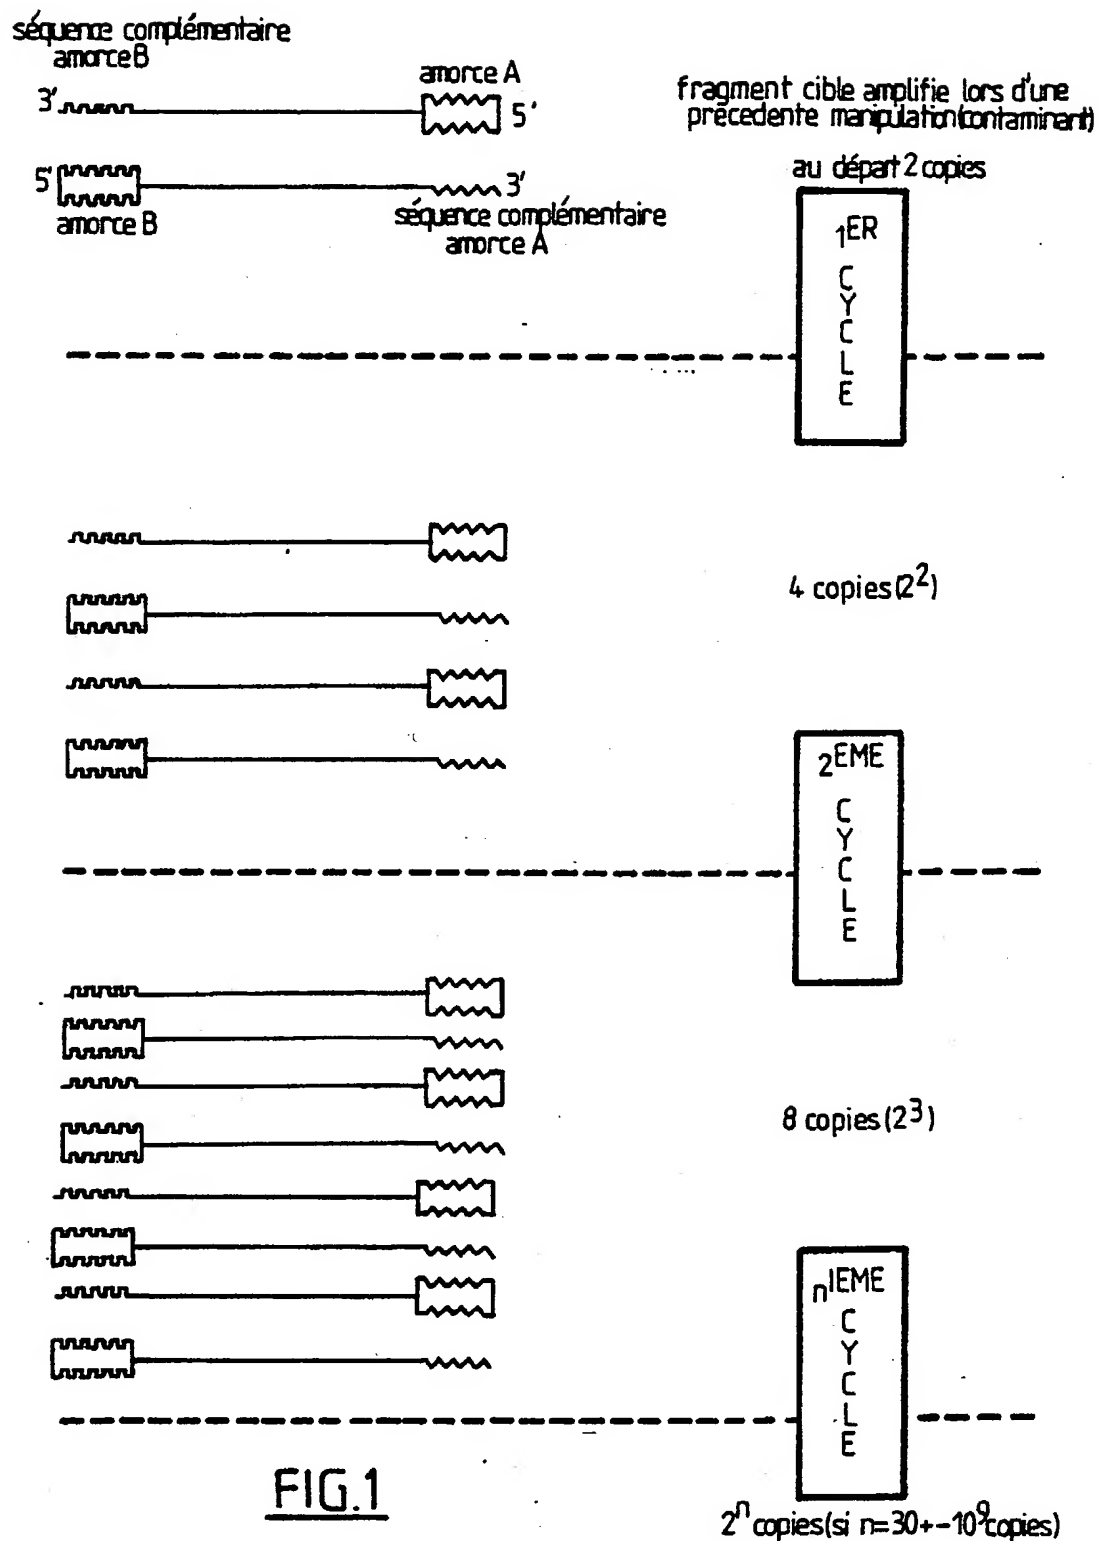 séquence complémentaire
amorce B
amorce A
3'
5'
fragment cible amplifie lors d'une
précedente manipulation(contaminant)
au départ 2 copies
5'
3'
amorce B
séquence complémentaire
amorce A
1ER
CYCLE
4 copies (2²)
2EME
CYCLE
8 copies (2³)
nIEME
CYCLE
FIG.1
2ⁿ copies (si n=30+-10⁹copies)